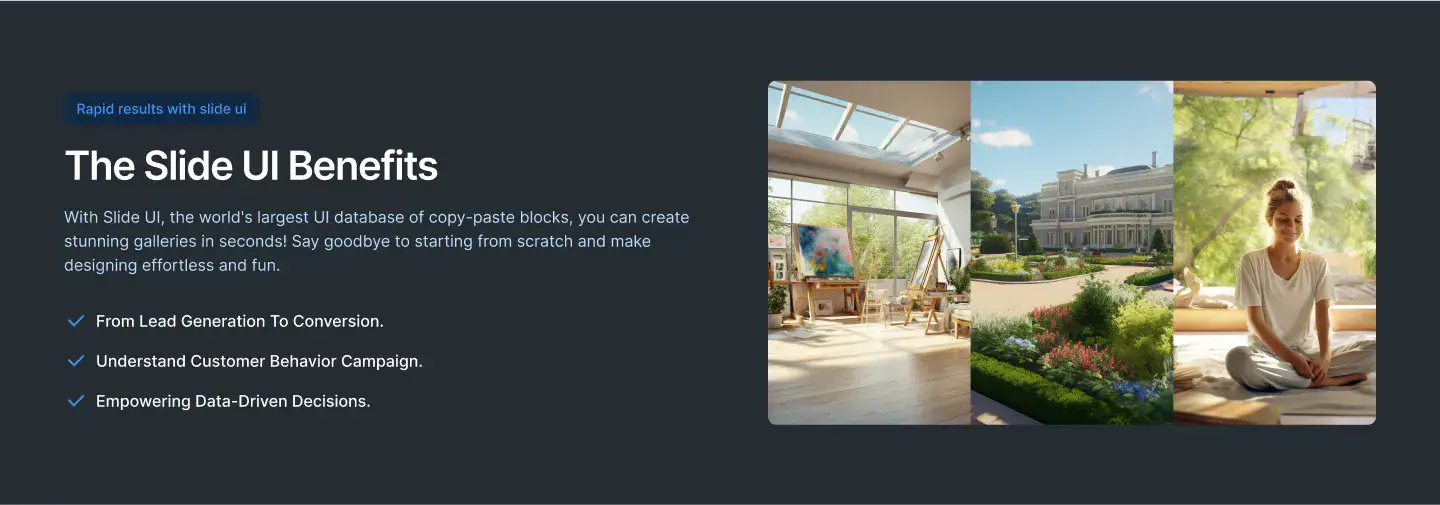 Rapid results with slide ui
The Slide UI Benefits
With Slide UI, the world's largest UI database of copy-paste blocks, you can create
stunning galleries in seconds! Say goodbye to starting from scratch and make
designing effortless and fun.
From Lead Generation To Conversion.
Understand Customer Behavior Campaign.
Empowering Data-Driven Decisions.